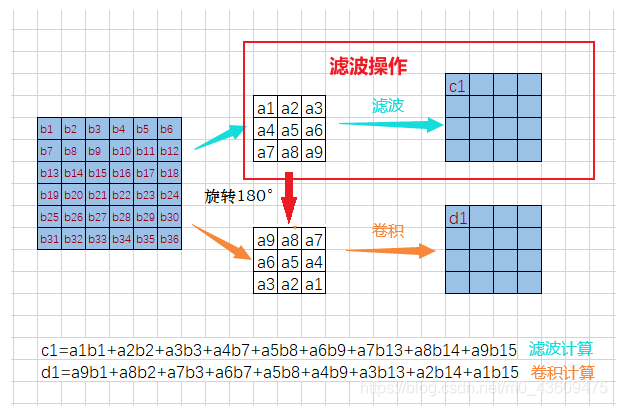 滤波操作
c1
a1 a2 a3
滤波
b1 b2 b3 b4 b5 b6
a4 a5 a6
b7 b8 b9 b10 b11 b12
a7 a8 a9
b13 b14 b15 b16 b17 b18
旋转180°
b19 b20 b21 b22 b23 b24
b25 b26 b27 b28 b29 b30
d1
b31 b32 b33 b34 b35 b36
a9 a8 a7
卷积
a6 a5 a4
a3 a2 a1
c1=a1b1+a2b2+a3b3+a4b7+a5b8+a6b9+a7b13+a8b14+a9b15 滤波计算
d1=a9b1+a8b2+a7b3+a6b7+a5b8+a4b9+a3b13+a2b14+a1b15 卷积计算
https://blog.csdn.net/m0_43609475